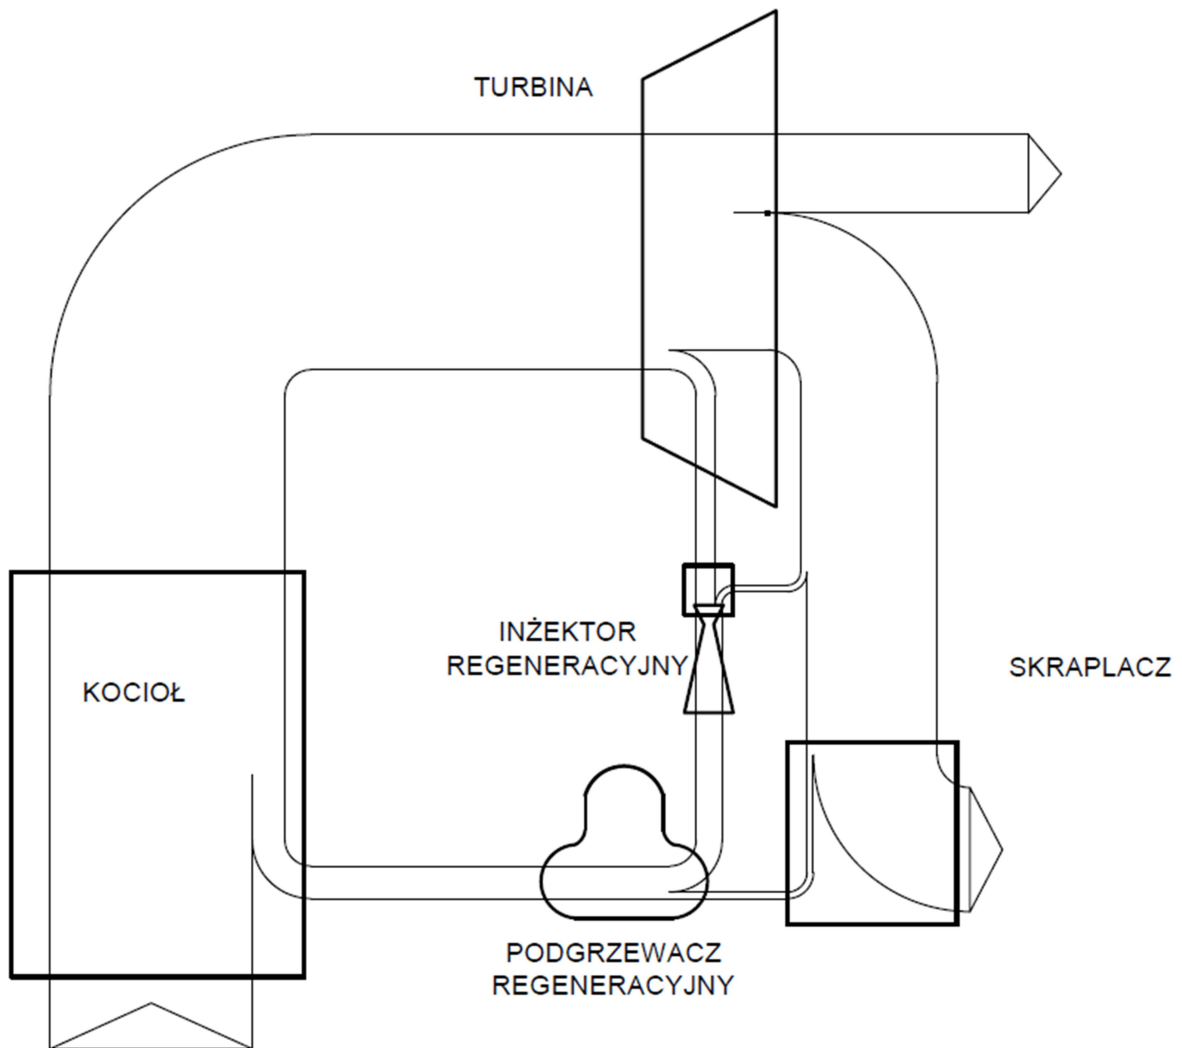 TURBINA
INŻEKTOR
REGENERACYJNY
SKRAPLACZ
KOCIOŁ
PODGRZEWACZ
REGENERACYJNY